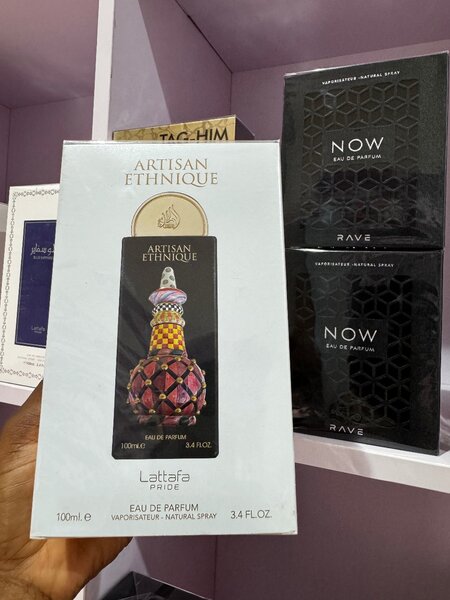 TAG-HIM
ARTISAN
ETHNIQUE
ARTISAN
ETHNIQUE
EAU DE PARFUM
100ml. 3.4 FL.OZ.
Lattafa
PRIDE
EAU DE PARFUM
100ml. e VAPORISATEUR - NATURAL SPRAY 3.4 FL.OZ.
VAPORISATEUR - NATURAL SPRAY
NOW
EAU DE PARFUM
RAVE
VAPORISATEUR - NATURAL SPRAY
NOW
EAU DE PARFUM
RAVE
Lattafa